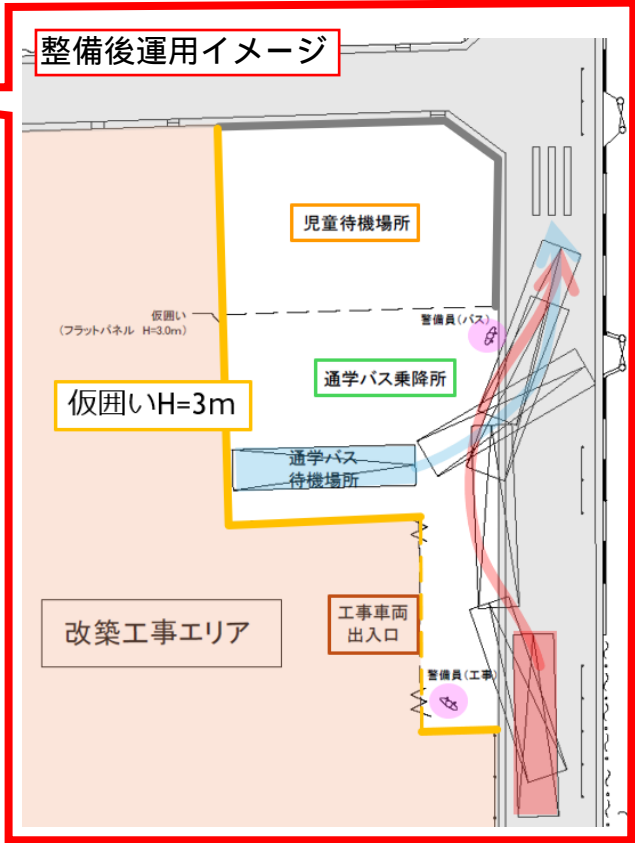 整備後運用イメージ
児童待機場所
仮囲い
(フラットパネル H=3.0m)
警備員(バス)
通学バス乗降所
仮囲いH=3m
通学バス
待機場所
改築工事エリア
工事車両
出入口
警備員(工事)